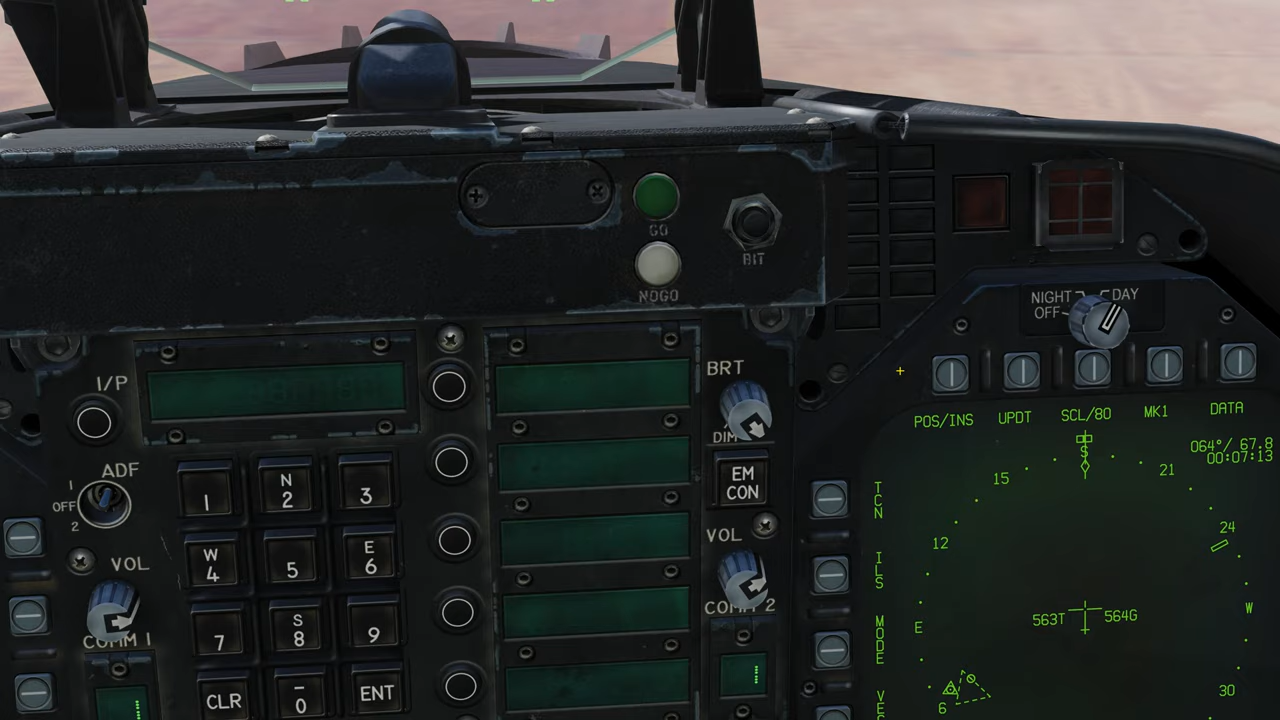 GO
BIT
NOGO
NIGHT
DAY
OFF
I/P
BRT
DIM
POS/INS
UPDT
SCL/80
MK1
DATA
064°/ 67.8
00:07:13
S
15
21
ADF
1
OFF
2
1
N
2
3
EM
CON
TCN
24
12
VOL
VOL
W
4
5
E
6
ILS
COMM 1
COMM 2
7
S
8
9
MODE
E
563T
564G
W
CLR
–
0
ENT
6
30